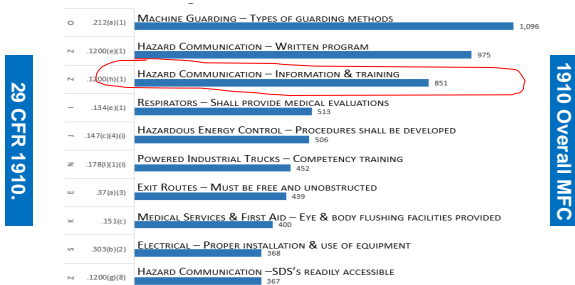 29 CFR 1910.
1910 Overall MFC
O .212(a)(1) MACHINE GUARDING – TYPES OF GUARDING METHODS 1,096
Z .1200(e)(1) HAZARD COMMUNICATION – WRITTEN PROGRAM 975
Z .1200(h)(1) HAZARD COMMUNICATION – INFORMATION & TRAINING 851
I .134(e)(1) RESPIRATORS – SHALL PROVIDE MEDICAL EVALUATIONS 513
J .147(c)(4)(i) HAZARDOUS ENERGY CONTROL – PROCEDURES SHALL BE DEVELOPED 506
N .178(l)(1)(i) POWERED INDUSTRIAL TRUCKS – COMPETENCY TRAINING 452
E .37(a)(3) EXIT ROUTES – MUST BE FREE AND UNOBSTRUCTED 439
K .151(c) MEDICAL SERVICES & FIRST AID – EYE & BODY FLUSHING FACILITIES PROVIDED 400
S .303(b)(2) ELECTRICAL – PROPER INSTALLATION & USE OF EQUIPMENT 368
Z .1200(g)(8) HAZARD COMMUNICATION –SDS'S READILY ACCESSIBLE 367